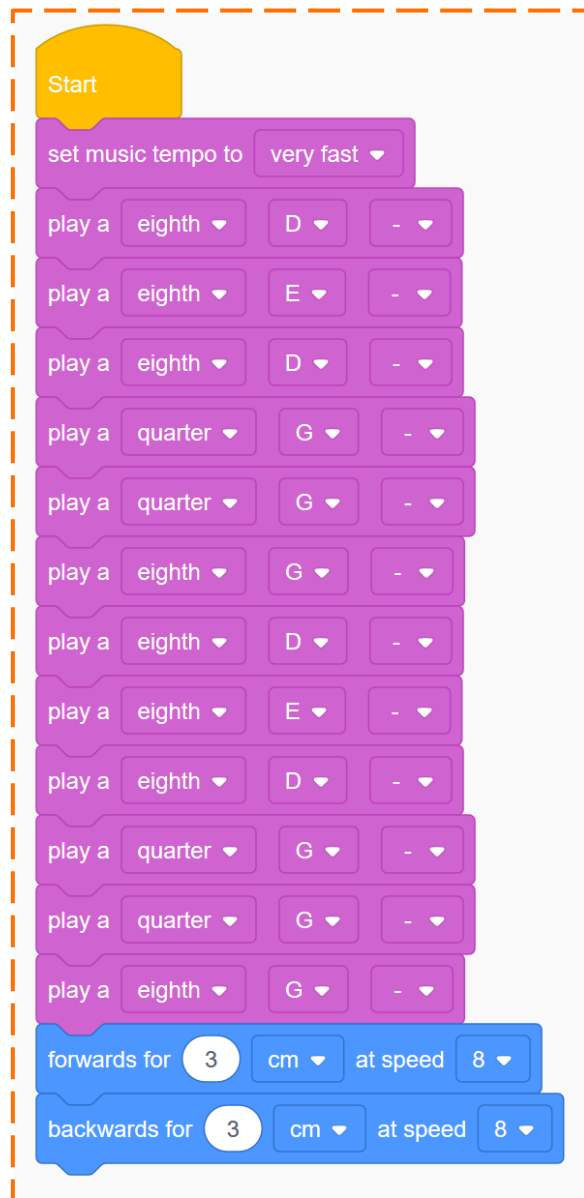 Start
set music tempo to very fast
play a eighth D -
play a eighth E -
play a eighth D -
play a quarter G -
play a quarter G -
play a eighth G -
play a eighth D -
play a eighth E -
play a eighth D -
play a quarter G -
play a quarter G -
play a eighth G -
forwards for 3 cm at speed 8
backwards for 3 cm at speed 8